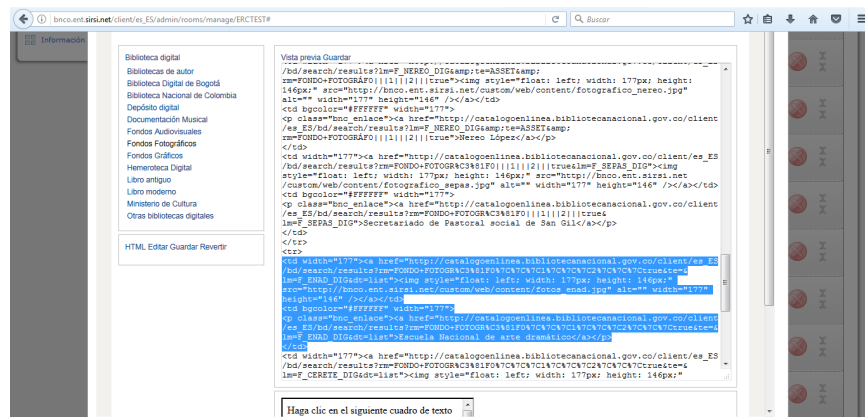 bnco.ent.sirsi.net/client/es_ES/admin/rooms/manage/ERCTEST#
Buscar
Información
Biblioteca digital
Bibliotecas de autor
Biblioteca Digital de Bogotá
Biblioteca Nacional de Colombia
Depósito digital
Documentación Musical
Fondos Audiovisuales
Fondos Fotográficos
Fondos Gráficos
Hemeroteca Digital
Libro antiguo
Libro moderno
Ministerio de Cultura
Otras bibliotecas digitales
HTML Editar Guardar Revertir
Vista previa Guardar
/bd/search/results?lm=F_NEREO_DIG&amp;te=ASSET&amp;
rm=FONDO+FOTOGRÁF0|||1|||2|||true"><img style="float: left; width: 177px; height:
146px;" src="http://bnco.ent.sirsi.net/custom/web/content/fotografico_nereo.jpg"
alt="" width="177" height="146" /></a></td>
<td bgcolor="#FFFFFF" width="177">
<p class="bnc_enlace"><a href="http://catalogoenlinea.bibliotecanacional.gov.co/client
/es_ES/bd/search/results?lm=F_NEREO_DIG&amp;te=ASSET&amp;
rm=FONDO+FOTOGRÁF0|||1|||2|||true">Nereo López</a></p>
</td>
<td width="177"><a href="http://catalogoenlinea.bibliotecanacional.gov.co/client/es_ES
/bd/search/results?rm=FONDO+FOTOGR%C3%81F0|||1|||2|||true&lm=F_SEPAS_DIG"><img
style="float: left; width: 177px; height: 146px;" src="http://bnco.ent.sirsi.net
/custom/web/content/fotografico_sepas.jpg" alt="" width="177" height="146" /></a></td>
<td bgcolor="#FFFFFF" width="177">
<p class="bnc_enlace"><a href="http://catalogoenlinea.bibliotecanacional.gov.co/client
/es_ES/bd/search/results?rm=FONDO+FOTOGR%C3%81F0|||1|||2|||true&
lm=F_SEPAS_DIG">Secretariado de Pastoral social de San Gil</a></p>
</td>
</tr>
<tr>
<td width="177"><a href="http://catalogoenlinea.bibliotecanacional.gov.co/client/es_ES
/bd/search/results?rm=FONDO+FOTOGR%C3%81F0%7C%7C%7C1%7C%7C%7C2%7C%7C%7Ctrue&te=&
lm=F_ENAD_DIG&dt=list"><img style="float: left; width: 177px; height: 146px;"
src="http://bnco.ent.sirsi.net/custom/web/content/fotos_enad.jpg" alt="" width="177"
height="146" /></a></td>
<td bgcolor="#FFFFFF" width="177">
<p class="bnc_enlace"><a href="http://catalogoenlinea.bibliotecanacional.gov.co/client
/es_ES/bd/search/results?rm=FONDO+FOTOGR%C3%81F0%7C%7C%7C1%7C%7C%7C2%7C%7C%7Ctrue&te=&
lm=F_ENAD_DIG&dt=list">Escuela Nacional de arte dramático</a></p>
</td>
<td width="177"><a href="http://catalogoenlinea.bibliotecanacional.gov.co/client/es_ES
/bd/search/results?rm=FONDO+FOTOGR%C3%81F0%7C%7C%7C1%7C%7C%7C2%7C%7C%7Ctrue&te=&
lm=F_CERETE_DIG&dt=list"><img style="float: left; width: 177px; height: 146px;"
Haga clic en el siguiente cuadro de texto